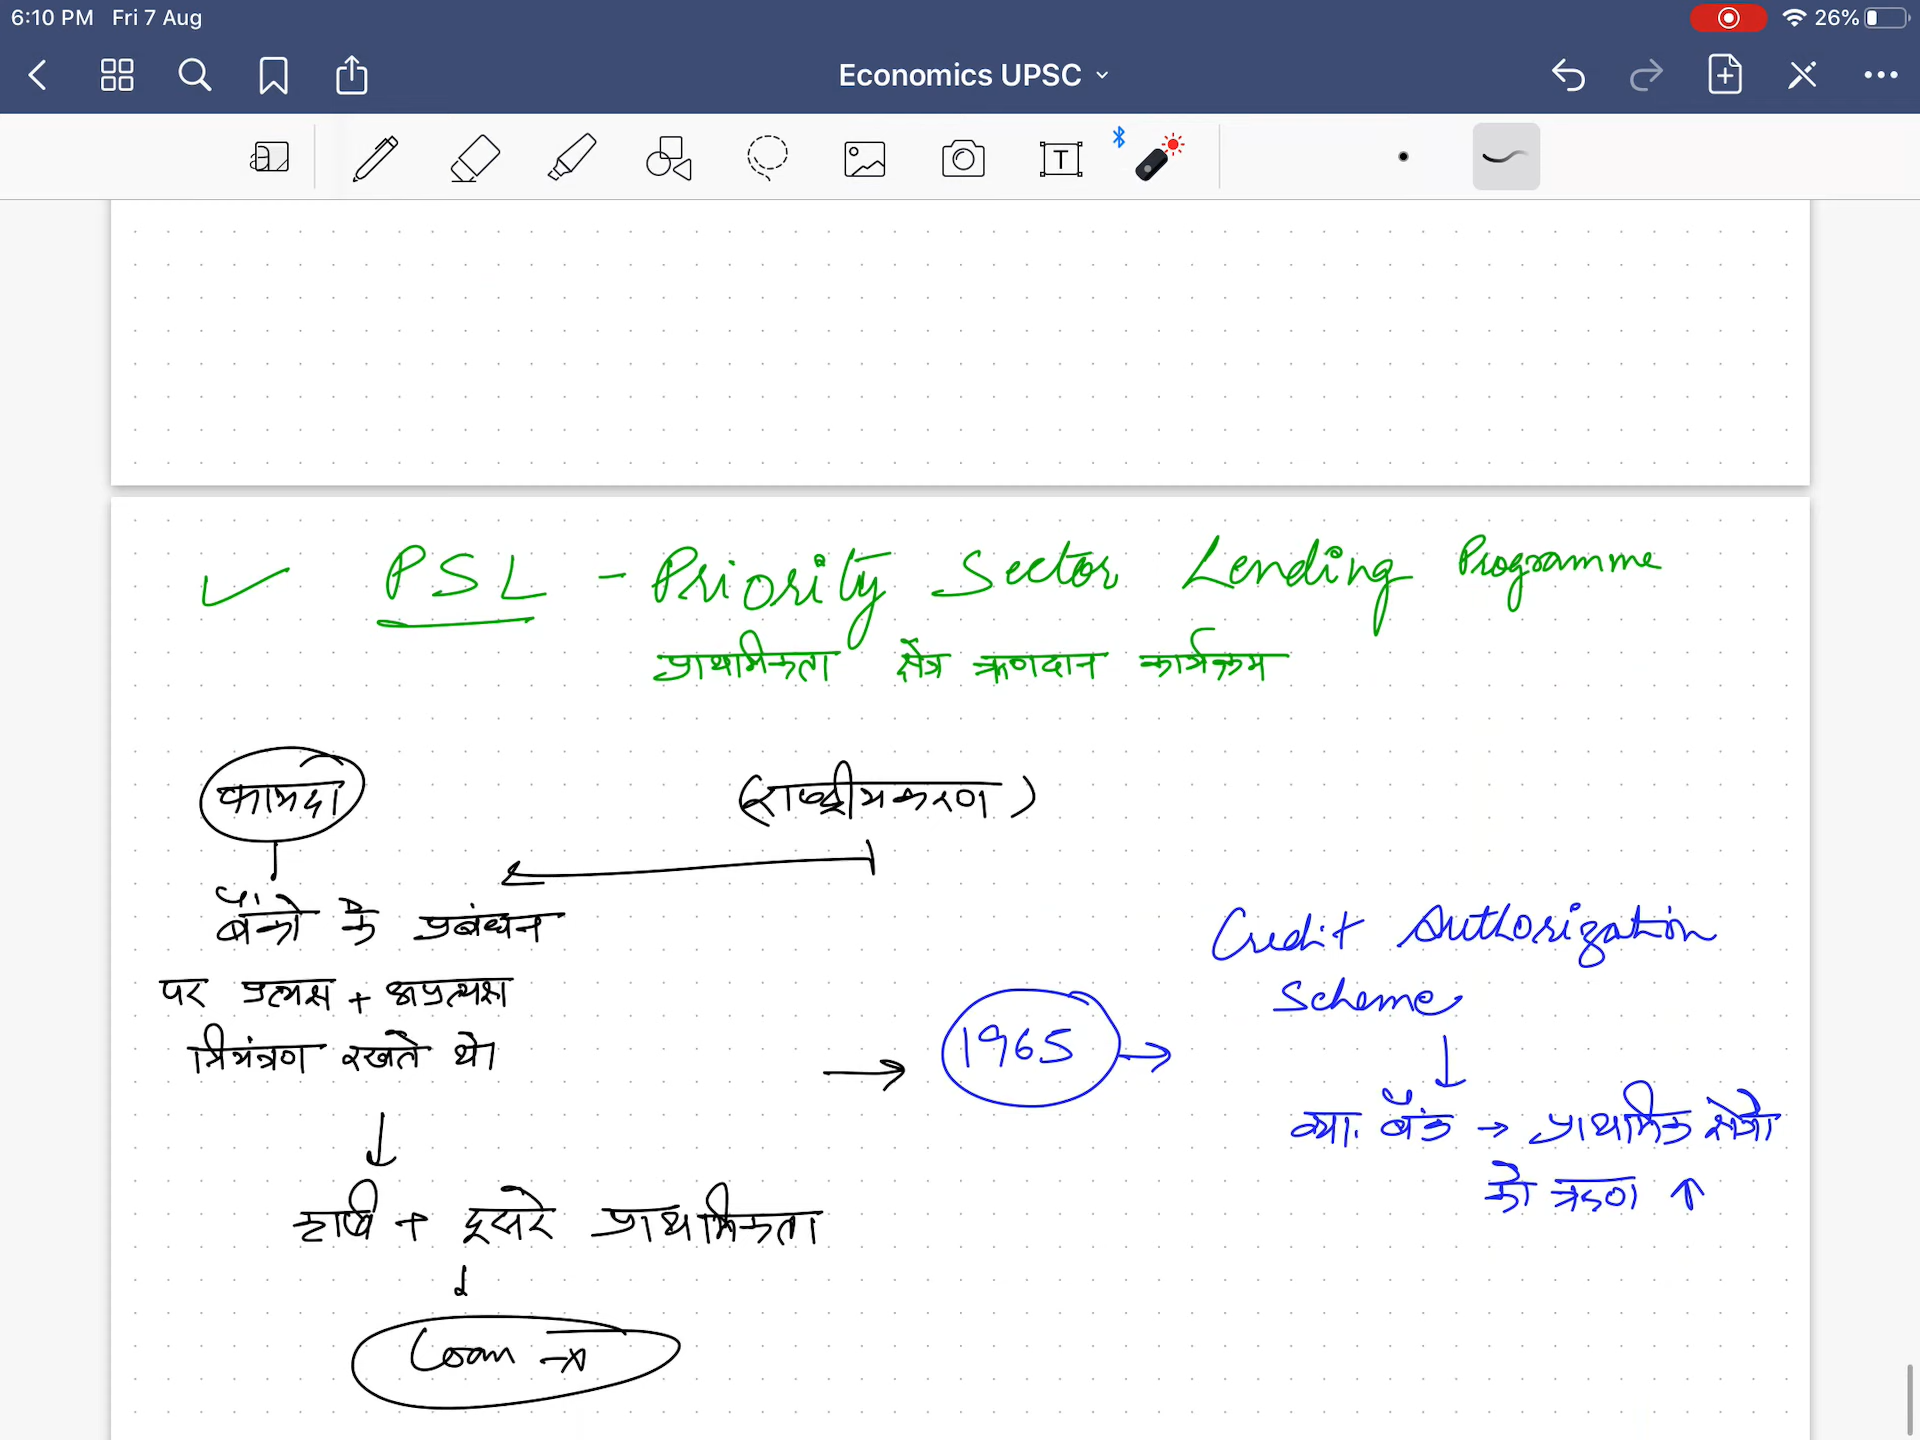 6:10 PM Fri 7 Aug 26%
Economics UPSC
T
✓ PSL - Priority Sector Lending Programme
प्राथमिकता क्षेत्र ऋणदान कार्यक्रम
(राष्ट्रीयकरण)
बैंको के प्रबंधन
पर प्रत्यक्ष + अप्रत्यक्ष
नियंत्रण रखते थे।
↓
कृषि + दूसरे प्राथमिकता
↓
Loan -x
→ 1965 →
Credit Authorization
Scheme
↓
व्या. बैंक → प्राथमिक क्षेत्रो
को ऋण ↑